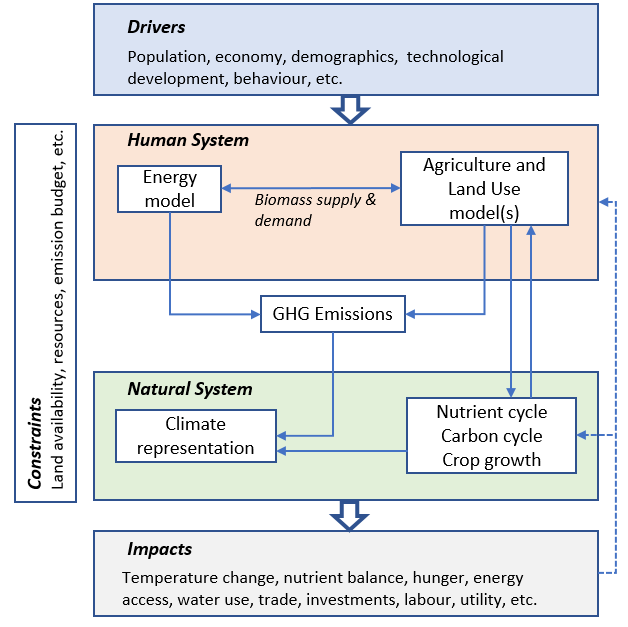 Drivers
Population, economy, demographics, technological
development, behaviour, etc.
Constraints
Land availability, resources, emission budget, etc.
Human System
Energy
model
Biomass supply &
demand
Agriculture and
Land Use
model(s)
GHG Emissions
Natural System
Climate
representation
Nutrient cycle
Carbon cycle
Crop growth
Impacts
Temperature change, nutrient balance, hunger, energy
access, water use, trade, investments, labour, utility, etc.